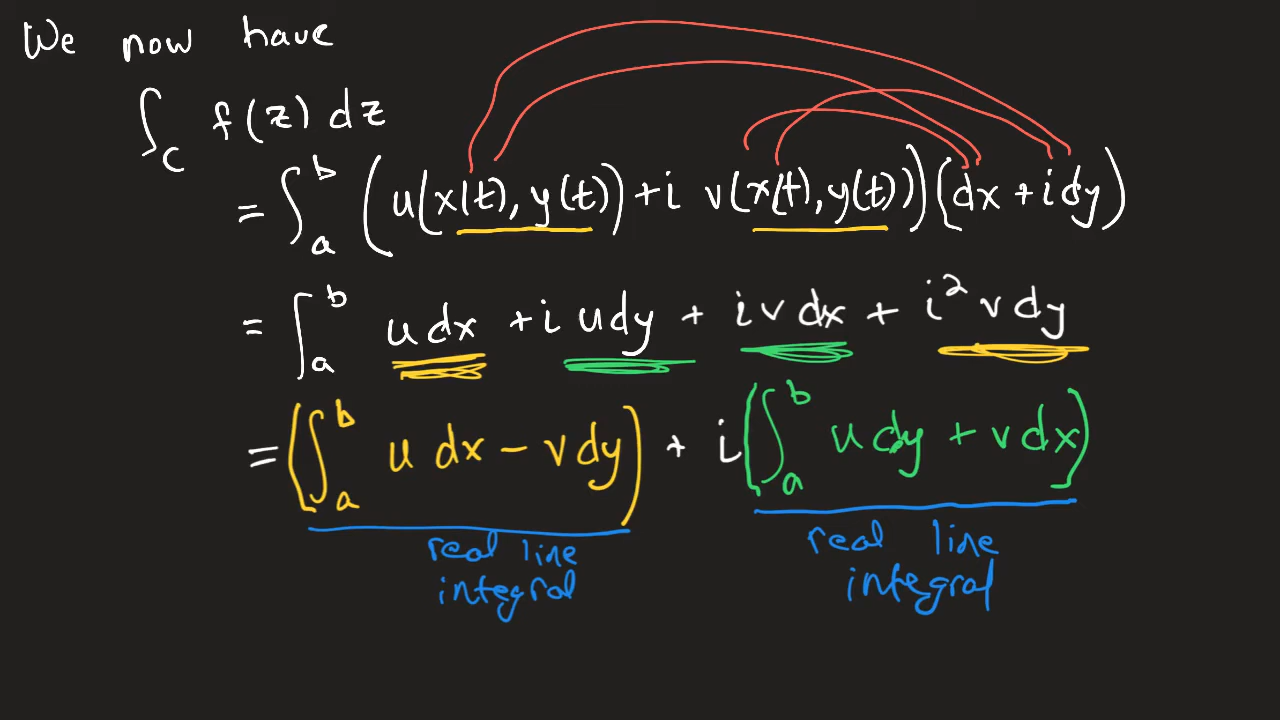 We now have
∫_C f(z) dz
= ∫_a^b (u(x(t), y(t)) + i v(x(t), y(t)))(dx + i dy)
= ∫_a^b u dx + i u dy + i v dx + i² v dy
= (∫_a^b u dx − v dy) + i (∫_a^b u dy + v dx)
real line integral
real line integral